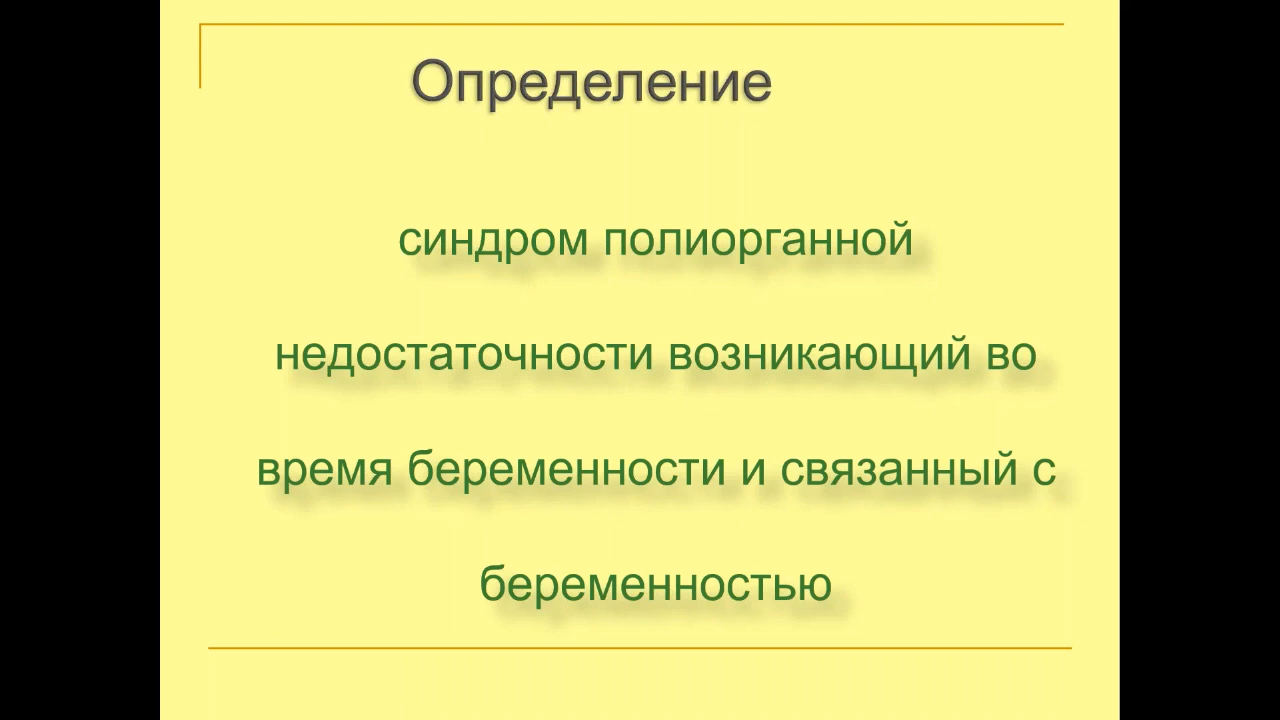 Определение
синдром полиорганной
недостаточности возникающий во
время беременности и связанный с
беременностью